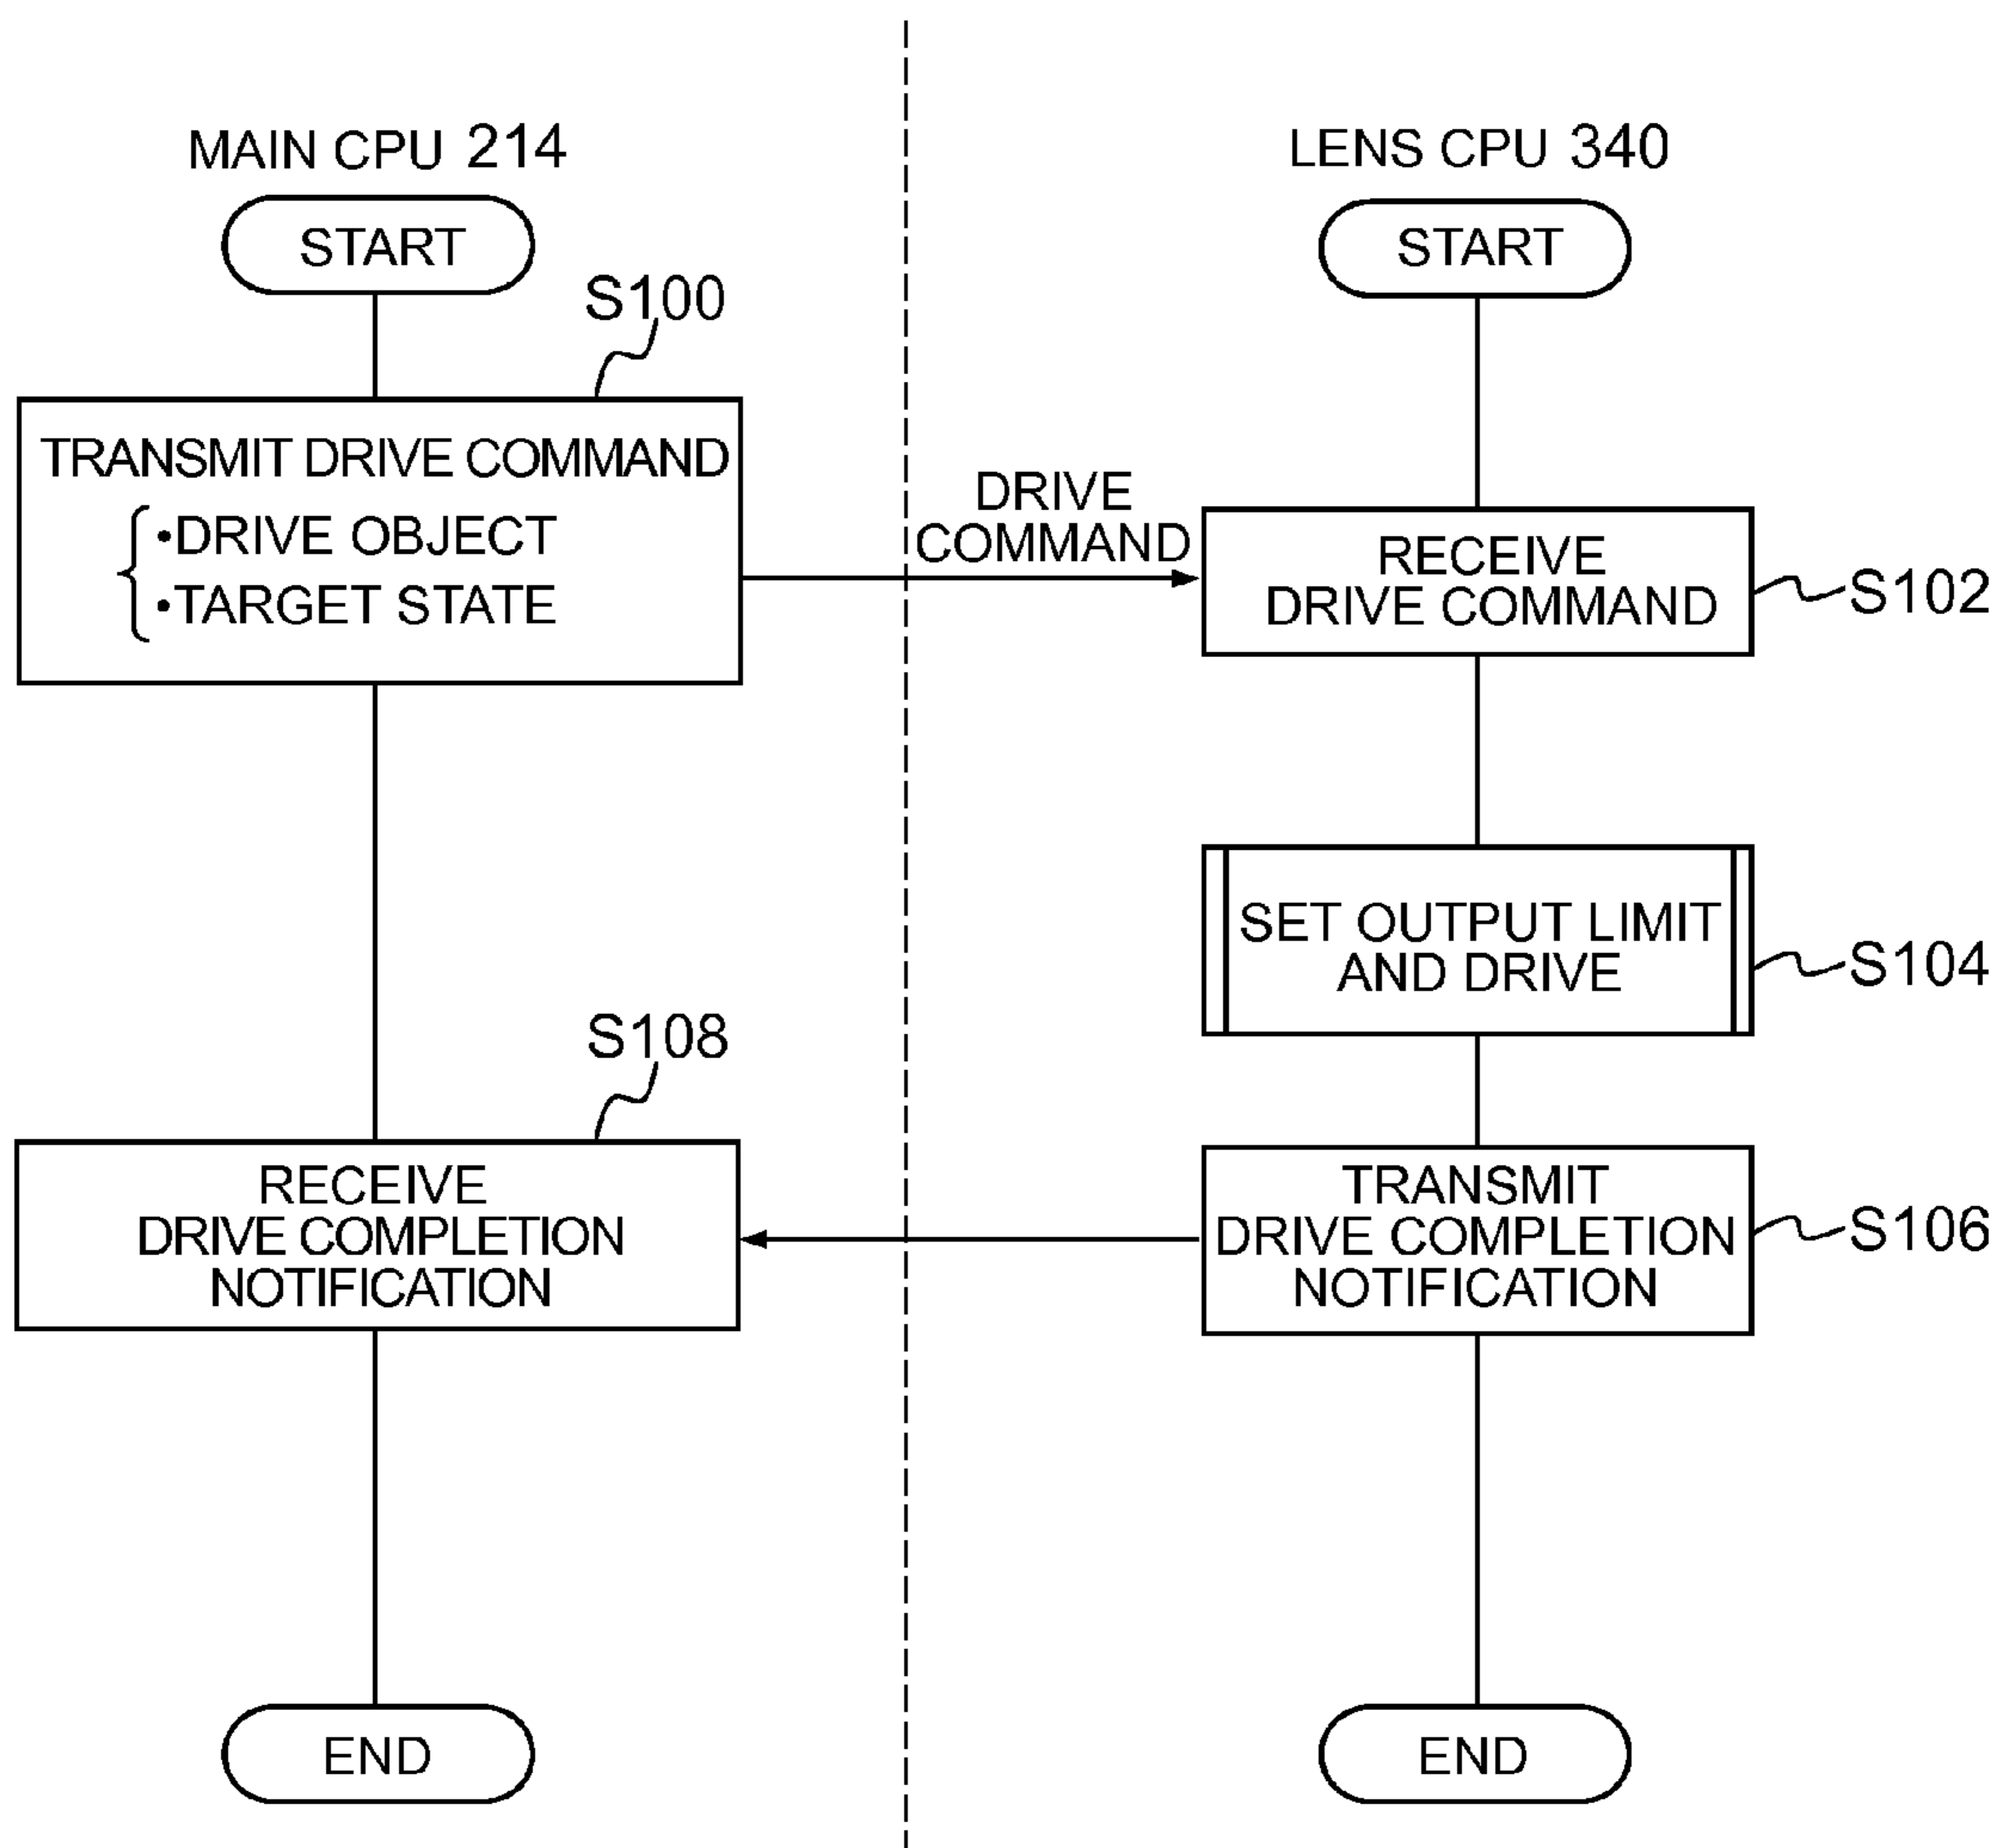 MAIN CPU 214
START
S100
TRANSMIT DRIVE COMMAND
•DRIVE OBJECT
•TARGET STATE
S108
RECEIVE
DRIVE COMPLETION
NOTIFICATION
END
DRIVE
COMMAND
LENS CPU 340
START
RECEIVE
DRIVE COMMAND
S102
SET OUTPUT LIMIT
AND DRIVE
S104
TRANSMIT
DRIVE COMPLETION
NOTIFICATION
S106
END